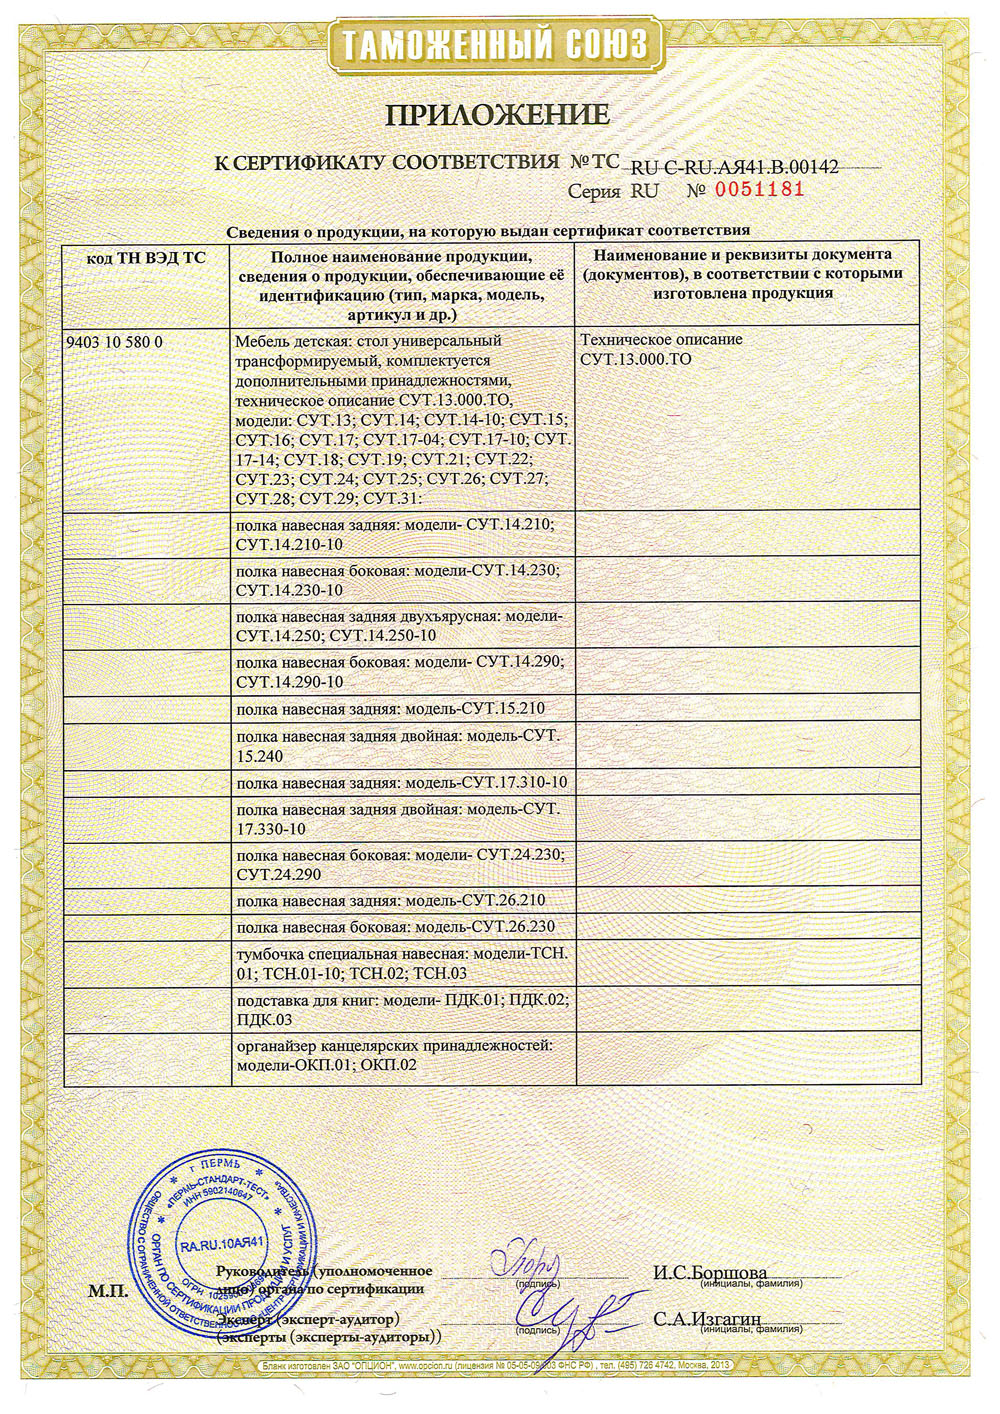 ТАМОЖЕННЫЙ СОЮЗ
ПРИЛОЖЕНИЕ
К СЕРТИФИКАТУ СООТВЕТСТВИЯ № ТС RU C-RU.АЯ41.В.00142
Серия RU № 0051181
Сведения о продукции, на которую выдан сертификат соответствия
код ТН ВЭД ТС
Полное наименование продукции,
сведения о продукции, обеспечивающие её
идентификацию (тип, марка, модель,
артикул и др.)
Наименование и реквизиты документа
(документов), в соответствии с которыми
изготовлена продукция
9403 10 580 0
Мебель детская: стол универсальный
трансформируемый, комплектуется
дополнительными принадлежностями,
техническое описание СУТ.13.000.ТО,
модели: СУТ.13; СУТ.14; СУТ.14-10; СУТ.15;
СУТ.16; СУТ.17; СУТ.17-04; СУТ.17-10; СУТ.
17-14; СУТ.18; СУТ.19; СУТ.21; СУТ.22;
СУТ.23; СУТ.24; СУТ.25; СУТ.26; СУТ.27;
СУТ.28; СУТ.29; СУТ.31:
Техническое описание
СУТ.13.000.ТО
полка навесная задняя: модели- СУТ.14.210;
СУТ.14.210-10
полка навесная боковая: модели-СУТ.14.230;
СУТ.14.230-10
полка навесная задняя двухъярусная: модели-
СУТ.14.250; СУТ.14.250-10
полка навесная боковая: модели- СУТ.14.290;
СУТ.14.290-10
полка навесная задняя: модель-СУТ.15.210
полка навесная задняя двойная: модель-СУТ.
15.240
полка навесная задняя: модель-СУТ.17.310-10
полка навесная задняя двойная: модель-СУТ.
17.330-10
полка навесная боковая: модели- СУТ.24.230;
СУТ.24.290
полка навесная задняя: модель-СУТ.26.210
полка навесная боковая: модель-СУТ.26.230
тумбочка специальная навесная: модели-ТСН.
01; ТСН.01-10; ТСН.02; ТСН.03
подставка для книг: модели- ПДК.01; ПДК.02;
ПДК.03
органайзер канцелярских принадлежностей:
модели-ОКП.01; ОКП.02
г ПЕРМЬ
«ПЕРМЬ-СТАНДАРТ-ТЕСТ»
ИНН 5902140647
RA.RU.10АЯ41
ОРГАН ПО СЕРТИФИКАЦИИ ПРОДУКЦИИ И УСЛУГ
М.П.
Руководитель (уполномоченное
лицо) органа по сертификации
(подпись)
И.С.Боршова
(инициалы, фамилия)
Эксперт (эксперт-аудитор)
(эксперты (эксперты-аудиторы))
(подпись)
С.А.Изгагин
(инициалы, фамилия)
Бланк изготовлен ЗАО "ОПЦИОН", www.opcion.ru (лицензия № 05-05-09/003 ФНС РФ) , тел. (495) 726 4742, Москва, 2013